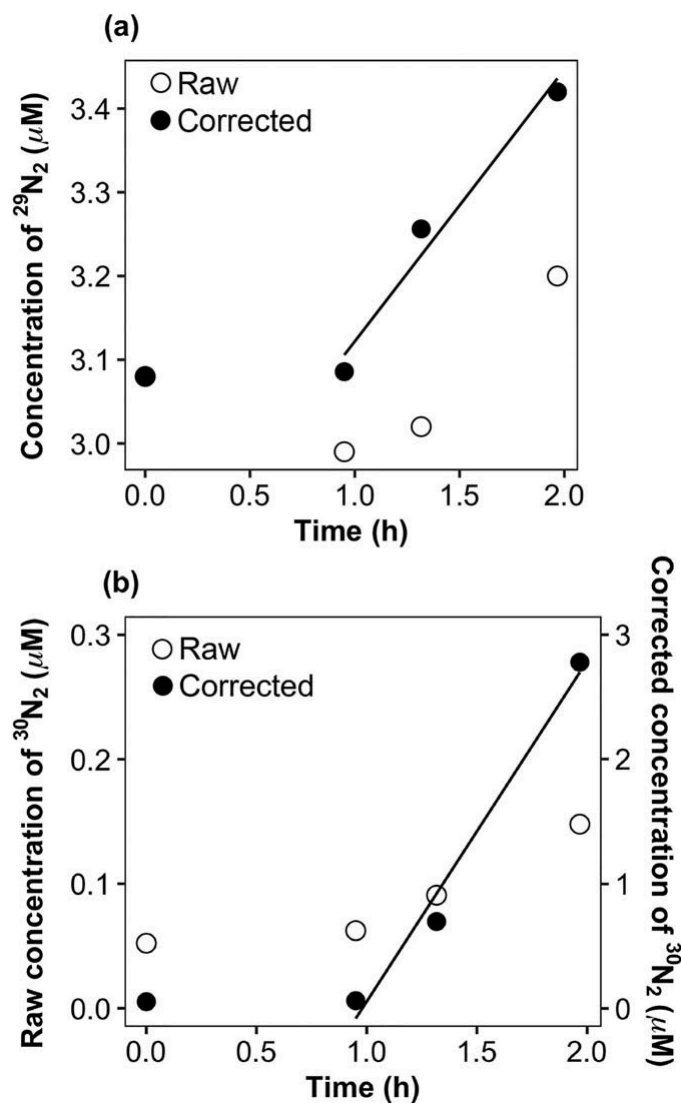 (a)
Raw
Corrected
3.4
3.3
3.2
3.1
3.0
Concentration of ²⁹N₂ (μM)
0.0 0.5 1.0 1.5 2.0
Time (h)
(b)
Raw
Corrected
0.3
0.2
0.1
0.0
Raw concentration of ³⁰N₂ (μM)
3
2
1
0
Corrected concentration of ³⁰N₂ (μM)
0.0 0.5 1.0 1.5 2.0
Time (h)